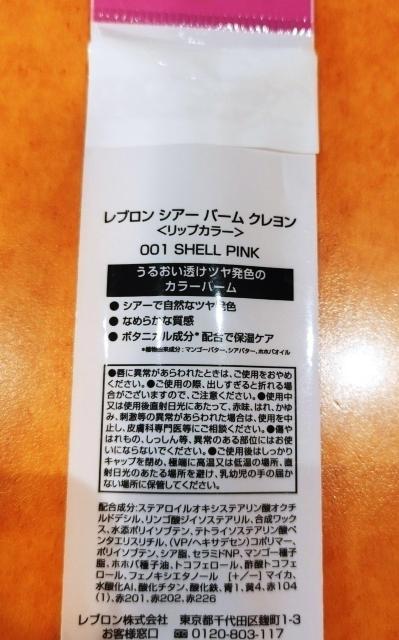 レブロン シアー バーム クレヨン
<リップカラー>
001 SHELL PINK
うるおい透けツヤ発色の
カラーバーム
● シアーで自然なツヤ発色
● なめらかな質感
● ボタニカル成分*配合で保湿ケア
*植物由来成分:マンゴーバター、シアバター、ホホバオイル
●唇に異常があらわれたときは、ご使用をおやめ
ください。●ご使用の際、出しすぎると折れる場
合がございますので、ご注意ください。●使用中
又は使用後直射日光にあたって、赤味、はれ、かゆ
み、刺激等の異常があらわれた場合は、使用を中
止し、皮膚科専門医等にご相談ください。●傷や
はれもの、しっしん等、異常のある部位にはお使
いにならないでください。●ご使用後はしっかり
キャップを閉め、極端に高温又は低温の場所、直
射日光のあたる場所を避け、乳幼児の手の届か
ない場所に保管してください。
配合成分:ステアロイルオキシステアリン酸オクチ
ルドデシル、リンゴ酸ジイソステアリル、合成ワック
ス、水添ポリイソブテン、テトライソステアリン酸ペ
ンタエリスリチル、(VP/ヘキサデセン)コポリマー、
ポリイソブテン、シア脂、セラミドNP、マンゴー種子
脂、ホホバ種子油、トコフェロール、酢酸トコフェ
ロール、フェノキシエタノール [+/-]マイカ、
水酸化Al、酸化チタン、酸化鉄、青1、黄4、赤104
(1)、赤201、赤202、赤226
レブロン株式会社 東京都千代田区麹町1-3
お客様窓口 0120-803-117